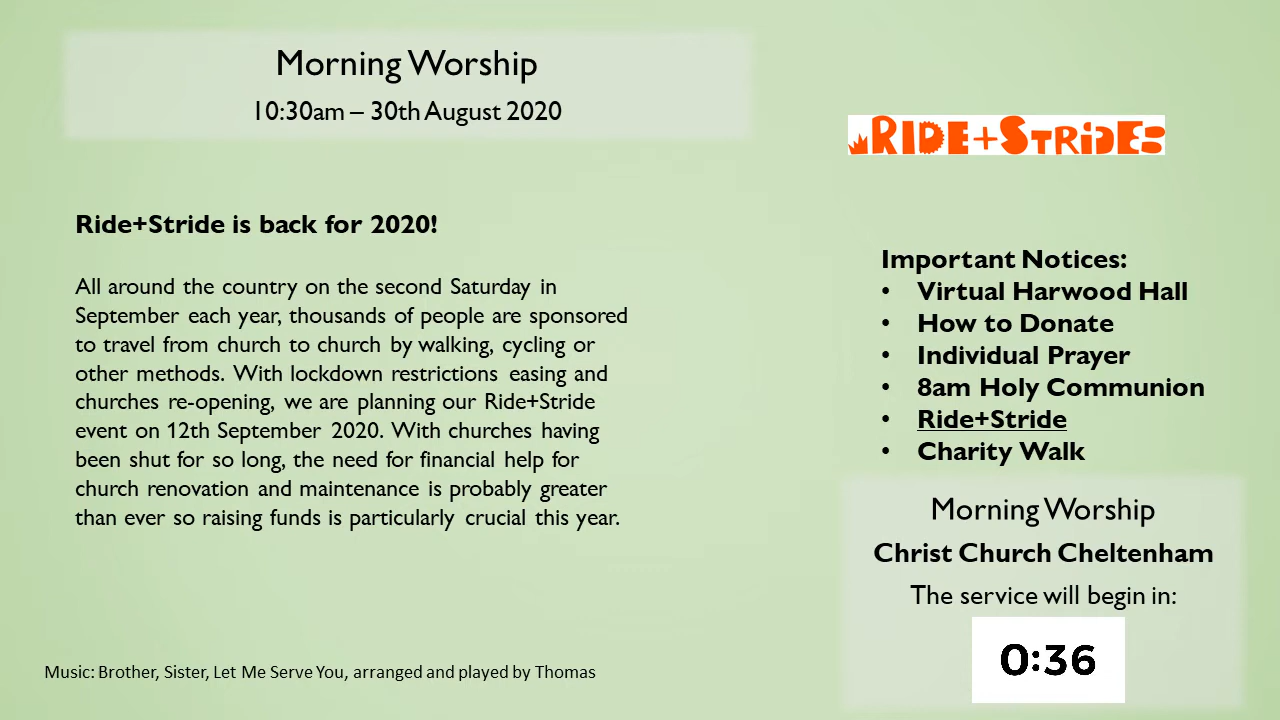 Morning Worship
10:30am – 30th August 2020
RIDE+STRiDE
Ride+Stride is back for 2020!
All around the country on the second Saturday in
September each year, thousands of people are sponsored
to travel from church to church by walking, cycling or
other methods. With lockdown restrictions easing and
churches re-opening, we are planning our Ride+Stride
event on 12th September 2020. With churches having
been shut for so long, the need for financial help for
church renovation and maintenance is probably greater
than ever so raising funds is particularly crucial this year.
Important Notices:
• Virtual Harwood Hall
• How to Donate
• Individual Prayer
• 8am Holy Communion
• Ride+Stride
• Charity Walk
Morning Worship
Christ Church Cheltenham
The service will begin in:
0:36
Music: Brother, Sister, Let Me Serve You, arranged and played by Thomas